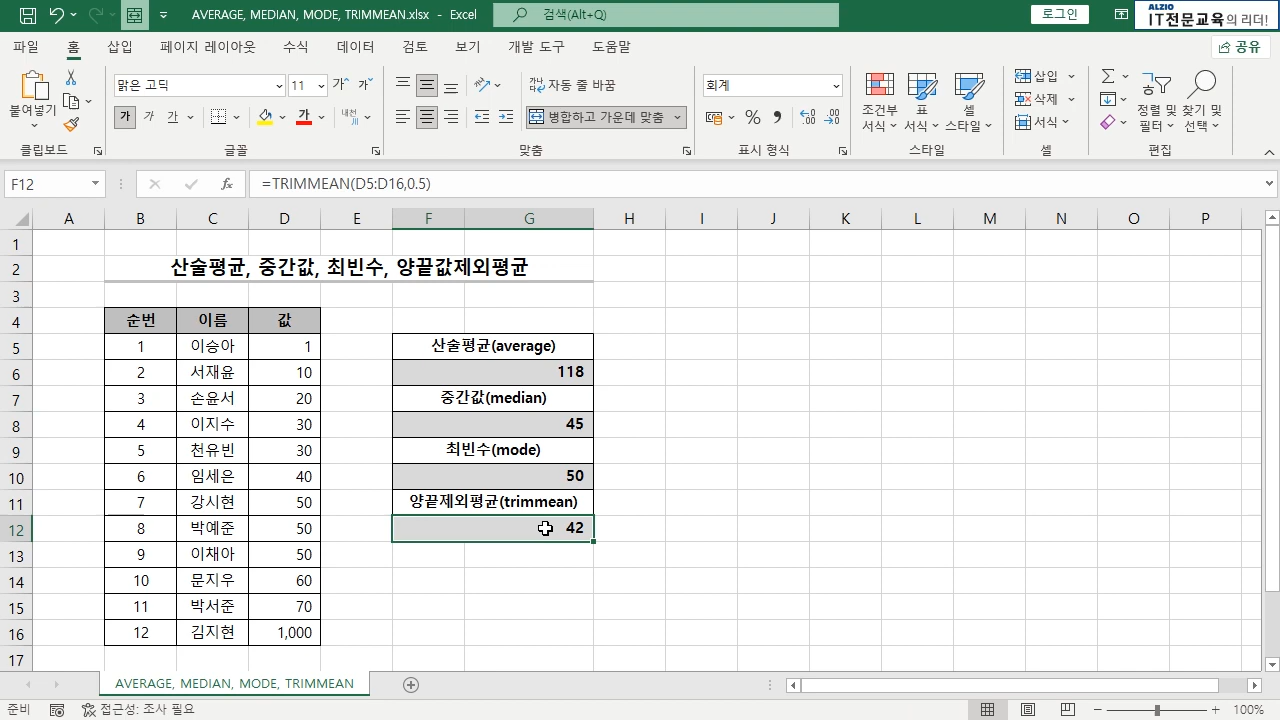 AVERAGE, MEDIAN, MODE, TRIMMEAN.xlsx - Excel
검색(Alt+Q)
로그인
ALZIO
IT전문교육의 리더!
파일 홈 삽입 페이지 레이아웃 수식 데이터 검토 보기 개발 도구 도움말
공유
붙여넣기
클립보드
맑은 고딕 11
가 가 가 가 가
글꼴
자동 줄 바꿈
병합하고 가운데 맞춤
맞춤
회계
표시 형식
조건부 서식
표 서식
셀 스타일
스타일
삽입
삭제
서식
셀
정렬 및 필터
찾기 및 선택
편집
F12
fx
=TRIMMEAN(D5:D16,0.5)
A B C D E F G H I J K L M N O P
1
2 산술평균, 중간값, 최빈수, 양끝값제외평균
3
4 순번 이름 값
5 1 이승아 1 산술평균(average)
6 2 서재윤 10 118
7 3 손윤서 20 중간값(median)
8 4 이지수 30 45
9 5 천유빈 30 최빈수(mode)
10 6 임세은 40 50
11 7 강시현 50 양끝제외평균(trimmean)
12 8 박예준 50 42
13 9 이채아 50
14 10 문지우 60
15 11 박서준 70
16 12 김지현 1,000
17
AVERAGE, MEDIAN, MODE, TRIMMEAN
준비 접근성: 조사 필요 100%